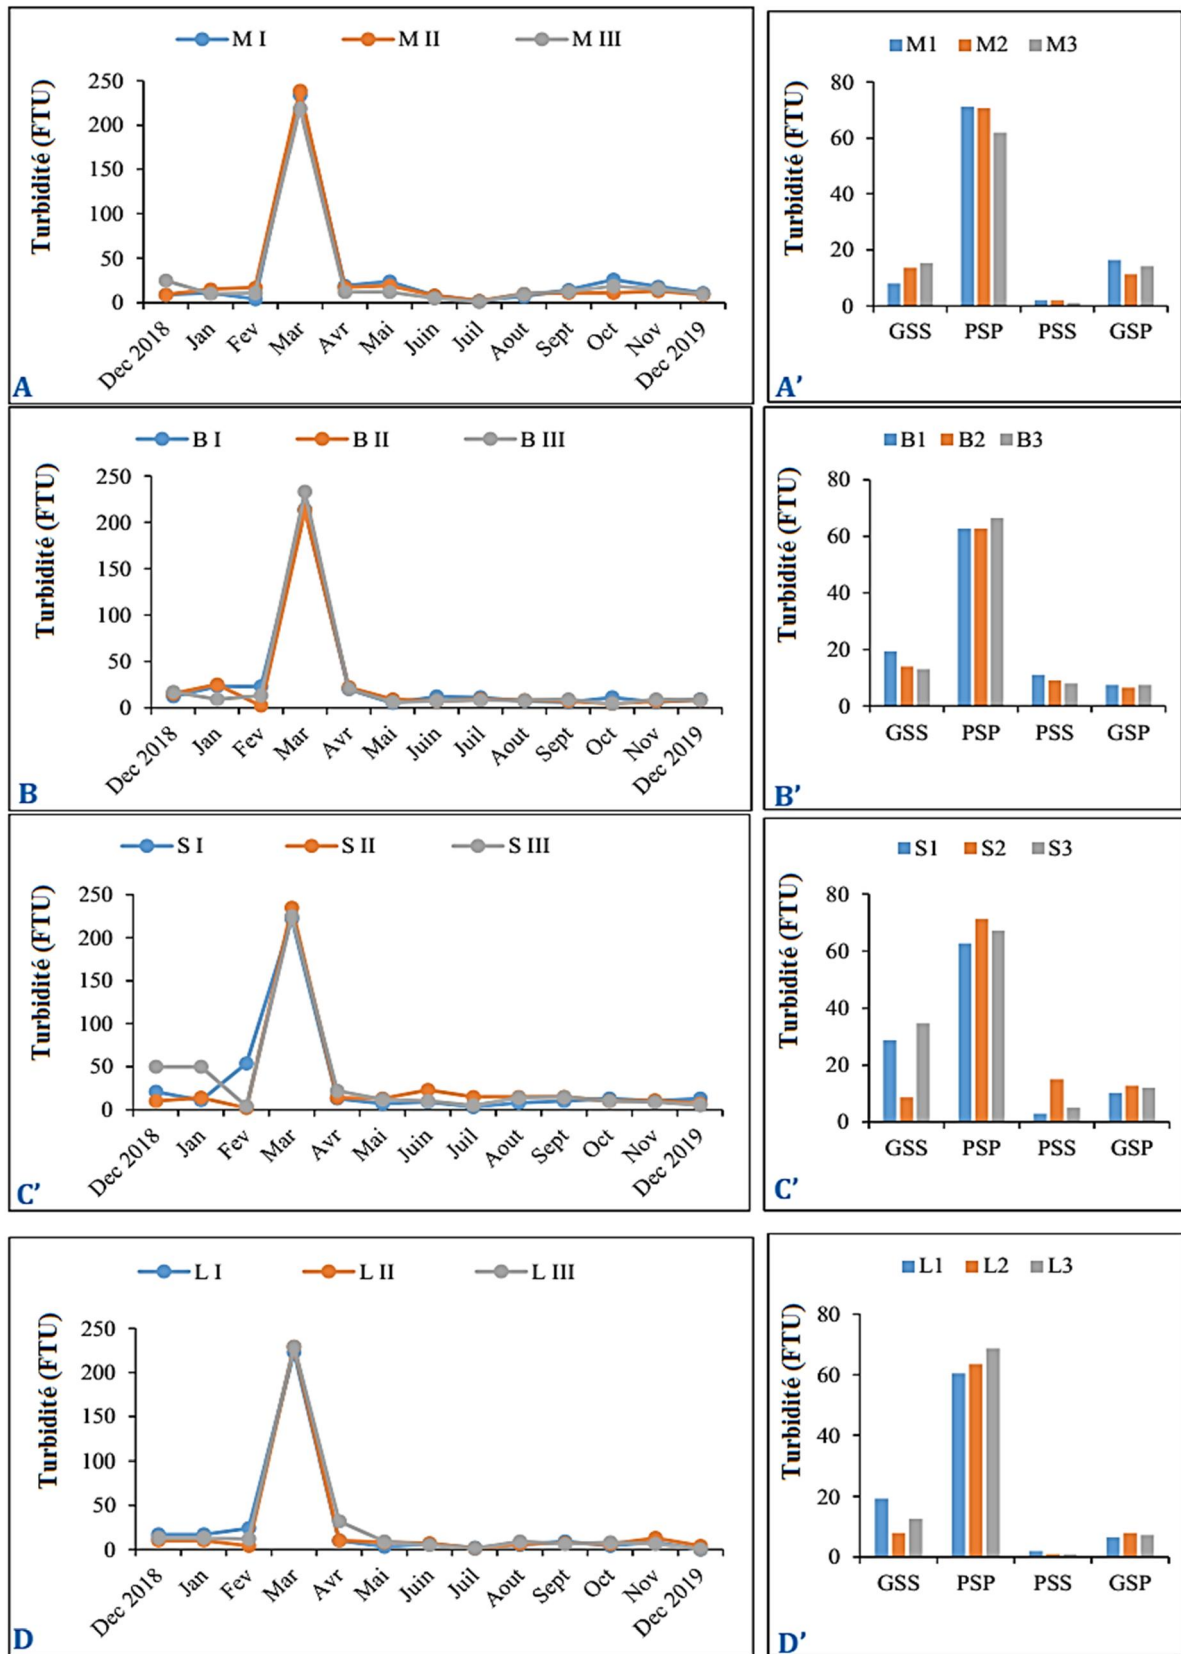 M I M II M III
Turbidité (FTU)
250
200
150
100
50
0
Dec 2018 Jan Fev Mar Avr Mai Juin Juil Aout Sept Oct Nov Dec 2019
A
M1 M2 M3
Turbidité (FTU)
80
60
40
20
0
GSS PSP PSS GSP
A’
B I B II B III
Turbidité (FTU)
250
200
150
100
50
0
Dec 2018 Jan Fev Mar Avr Mai Juin Juil Aout Sept Oct Nov Dec 2019
B
B1 B2 B3
Turbidité (FTU)
80
60
40
20
0
GSS PSP PSS GSP
B’
S I S II S III
Turbidité (FTU)
250
200
150
100
50
0
Dec 2018 Jan Fev Mar Avr Mai Juin Juil Aout Sept Oct Nov Dec 2019
C’
S1 S2 S3
Turbidité (FTU)
80
60
40
20
0
GSS PSP PSS GSP
C’
L I L II L III
Turbidité (FTU)
250
200
150
100
50
0
Dec 2018 Jan Fev Mar Avr Mai Juin Juil Aout Sept Oct Nov Dec 2019
D
L1 L2 L3
Turbidité (FTU)
80
60
40
20
0
GSS PSP PSS GSP
D’